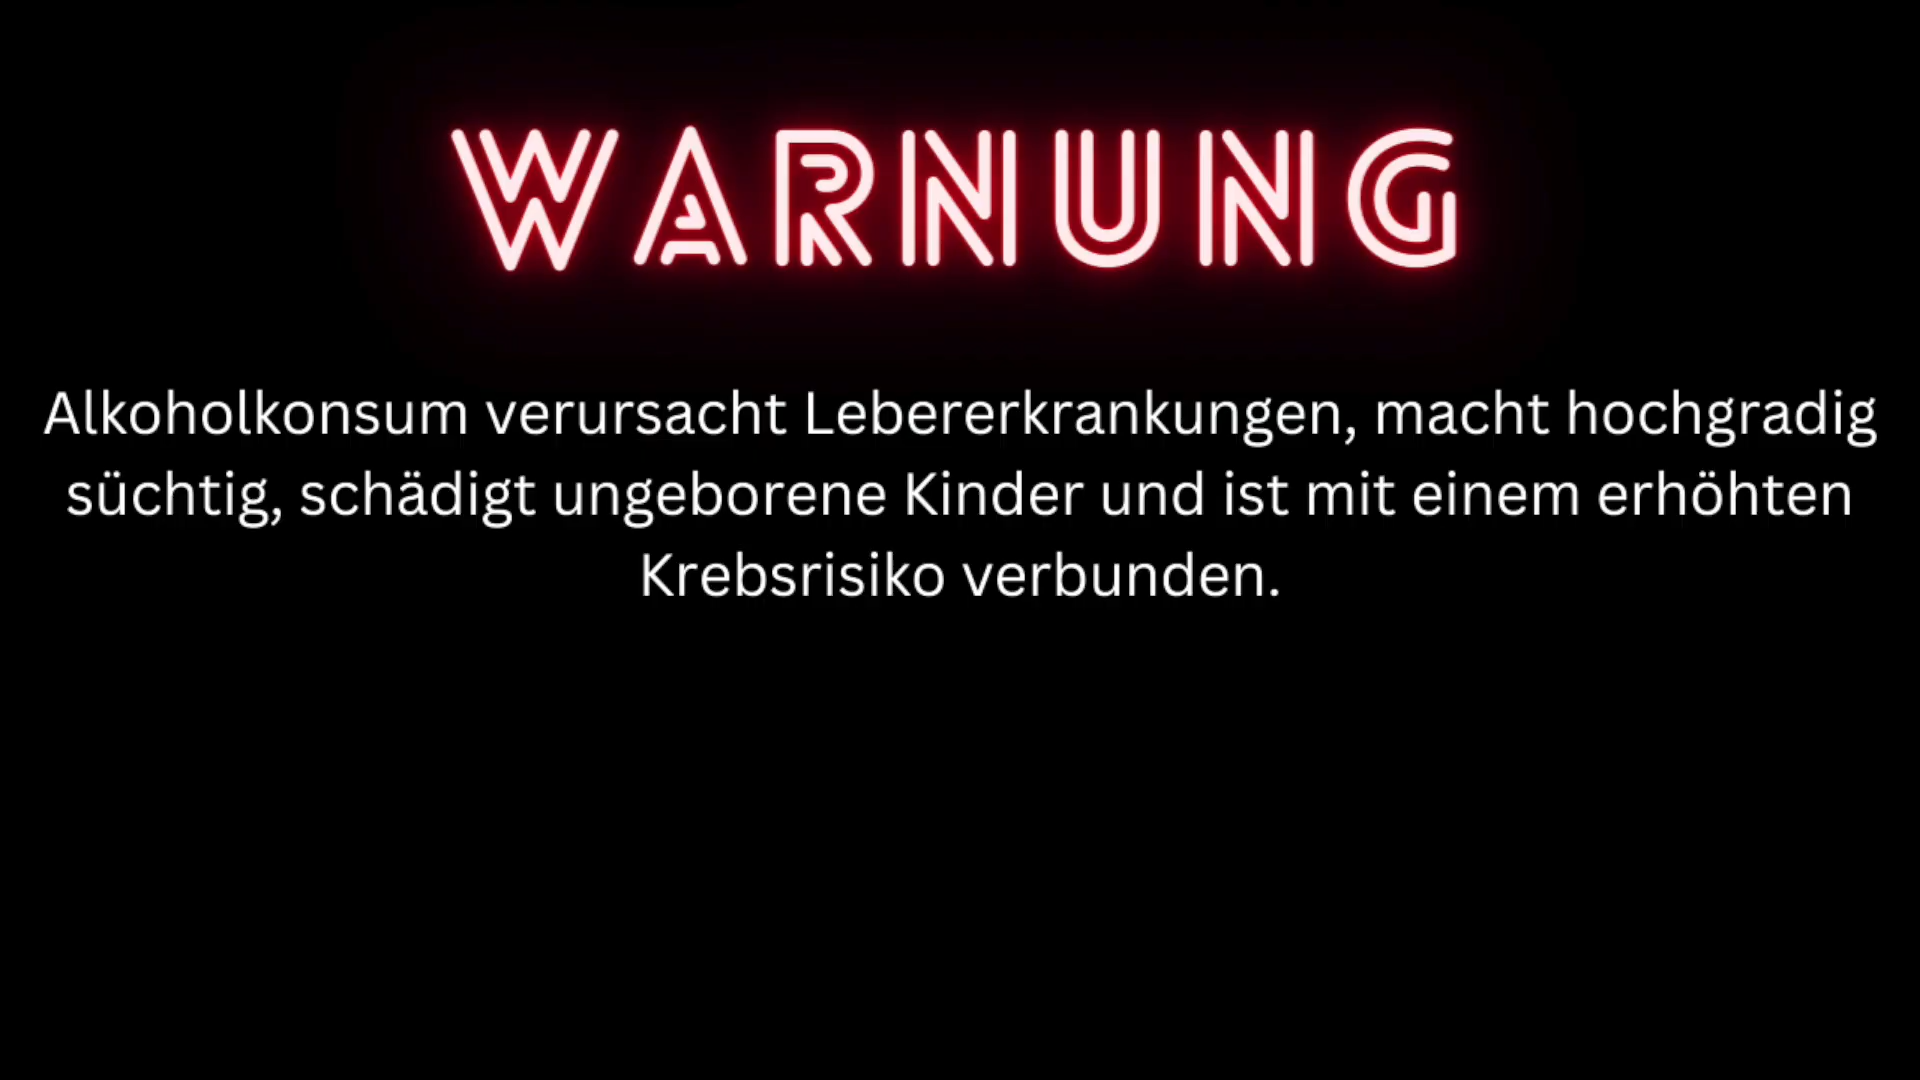 WARNUNG
Alkoholkonsum verursacht Lebererkrankungen, macht hochgradig
süchtig, schädigt ungeborene Kinder und ist mit einem erhöhten
Krebsrisiko verbunden.